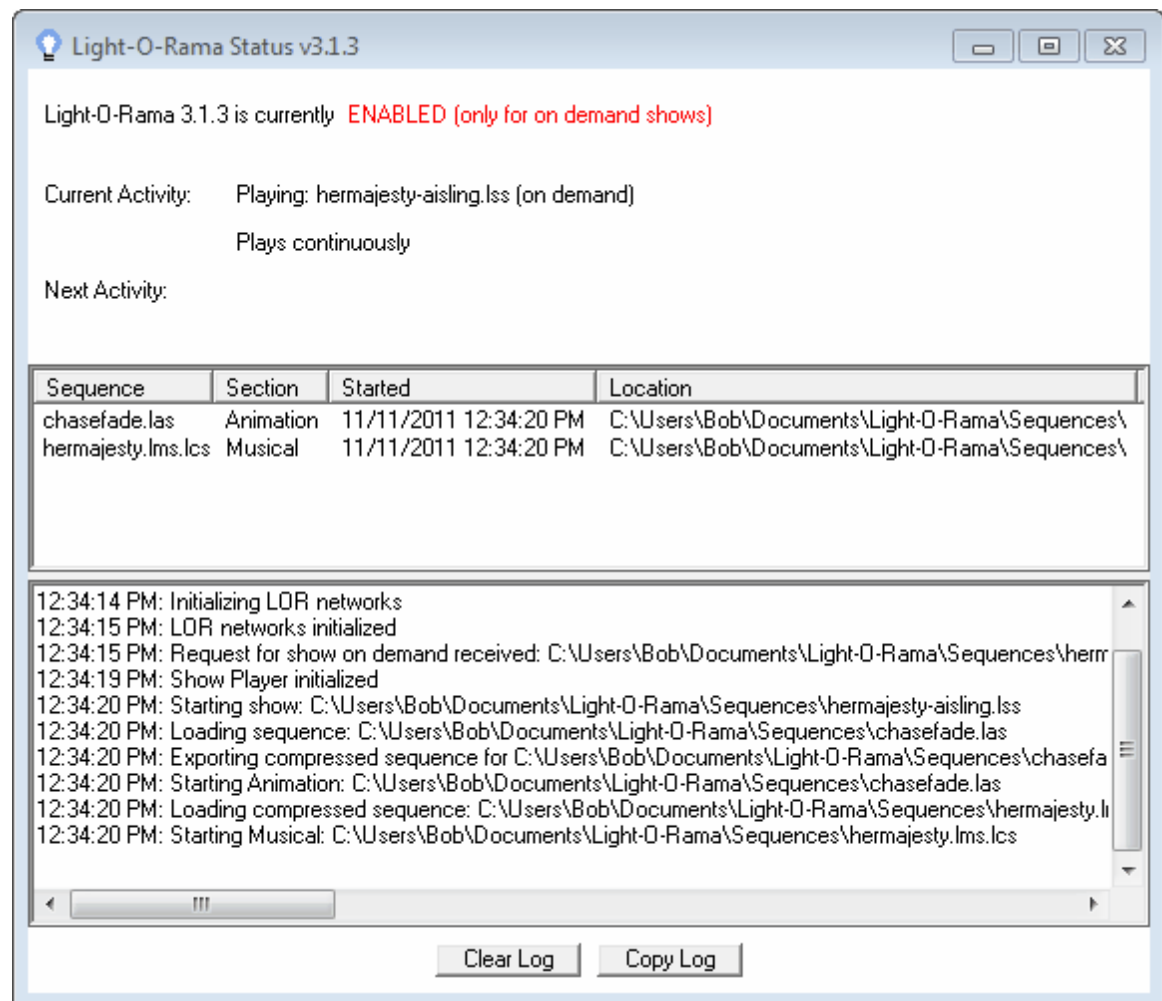 Light-O-Rama Status v3.1.3
Light-O-Rama 3.1.3 is currently ENABLED (only for on demand shows)
Current Activity: Playing: hermajesty-aisling.lss (on demand)
Plays continuously
Next Activity:
Sequence Section Started Location
chasefade.las Animation 11/11/2011 12:34:20 PM C:\Users\Bob\Documents\Light-O-Rama\Sequences\
hermajesty.lms.lcs Musical 11/11/2011 12:34:20 PM C:\Users\Bob\Documents\Light-O-Rama\Sequences\
12:34:14 PM: Initializing LOR networks
12:34:15 PM: LOR networks initialized
12:34:15 PM: Request for show on demand received: C:\Users\Bob\Documents\Light-O-Rama\Sequences\herm
12:34:19 PM: Show Player initialized
12:34:20 PM: Starting show: C:\Users\Bob\Documents\Light-O-Rama\Sequences\hermajesty-aisling.lss
12:34:20 PM: Loading sequence: C:\Users\Bob\Documents\Light-O-Rama\Sequences\chasefade.las
12:34:20 PM: Exporting compressed sequence for C:\Users\Bob\Documents\Light-O-Rama\Sequences\chasefa
12:34:20 PM: Starting Animation: C:\Users\Bob\Documents\Light-O-Rama\Sequences\chasefade.las
12:34:20 PM: Loading compressed sequence: C:\Users\Bob\Documents\Light-O-Rama\Sequences\hermajesty.l
12:34:20 PM: Starting Musical: C:\Users\Bob\Documents\Light-O-Rama\Sequences\hermajesty.lms.lcs
Clear Log Copy Log